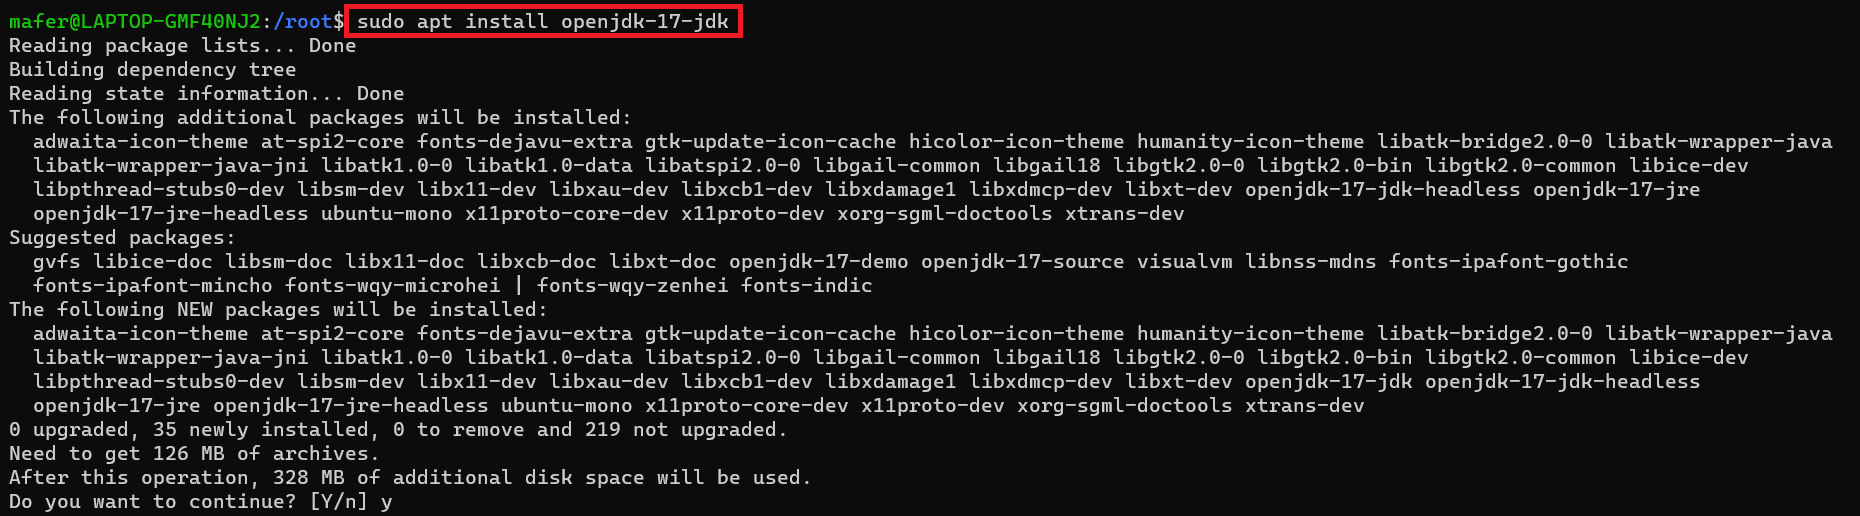 mafer@LAPTOP-GMF40NJ2:/root$ sudo apt install openjdk-17-jdk
Reading package lists... Done
Building dependency tree
Reading state information... Done
The following additional packages will be installed:
  adwaita-icon-theme at-spi2-core fonts-dejavu-extra gtk-update-icon-cache hicolor-icon-theme humanity-icon-theme libatk-bridge2.0-0 libatk-wrapper-java
  libatk-wrapper-java-jni libatk1.0-0 libatk1.0-data libatspi2.0-0 libgail-common libgail18 libgtk2.0-0 libgtk2.0-bin libgtk2.0-common libice-dev
  libpthread-stubs0-dev libsm-dev libx11-dev libxau-dev libxcb1-dev libxdamage1 libxdmcp-dev libxt-dev openjdk-17-jdk-headless openjdk-17-jre
  openjdk-17-jre-headless ubuntu-mono x11proto-core-dev x11proto-dev xorg-sgml-doctools xtrans-dev
Suggested packages:
  gvfs libice-doc libsm-doc libx11-doc libxcb-doc libxt-doc openjdk-17-demo openjdk-17-source visualvm libnss-mdns fonts-ipafont-gothic
  fonts-ipafont-mincho fonts-wqy-microhei | fonts-wqy-zenhei fonts-indic
The following NEW packages will be installed:
  adwaita-icon-theme at-spi2-core fonts-dejavu-extra gtk-update-icon-cache hicolor-icon-theme humanity-icon-theme libatk-bridge2.0-0 libatk-wrapper-java
  libatk-wrapper-java-jni libatk1.0-0 libatk1.0-data libatspi2.0-0 libgail-common libgail18 libgtk2.0-0 libgtk2.0-bin libgtk2.0-common libice-dev
  libpthread-stubs0-dev libsm-dev libx11-dev libxau-dev libxcb1-dev libxdamage1 libxdmcp-dev libxt-dev openjdk-17-jdk openjdk-17-jdk-headless
  openjdk-17-jre openjdk-17-jre-headless ubuntu-mono x11proto-core-dev x11proto-dev xorg-sgml-doctools xtrans-dev
0 upgraded, 35 newly installed, 0 to remove and 219 not upgraded.
Need to get 126 MB of archives.
After this operation, 328 MB of additional disk space will be used.
Do you want to continue? [Y/n] y